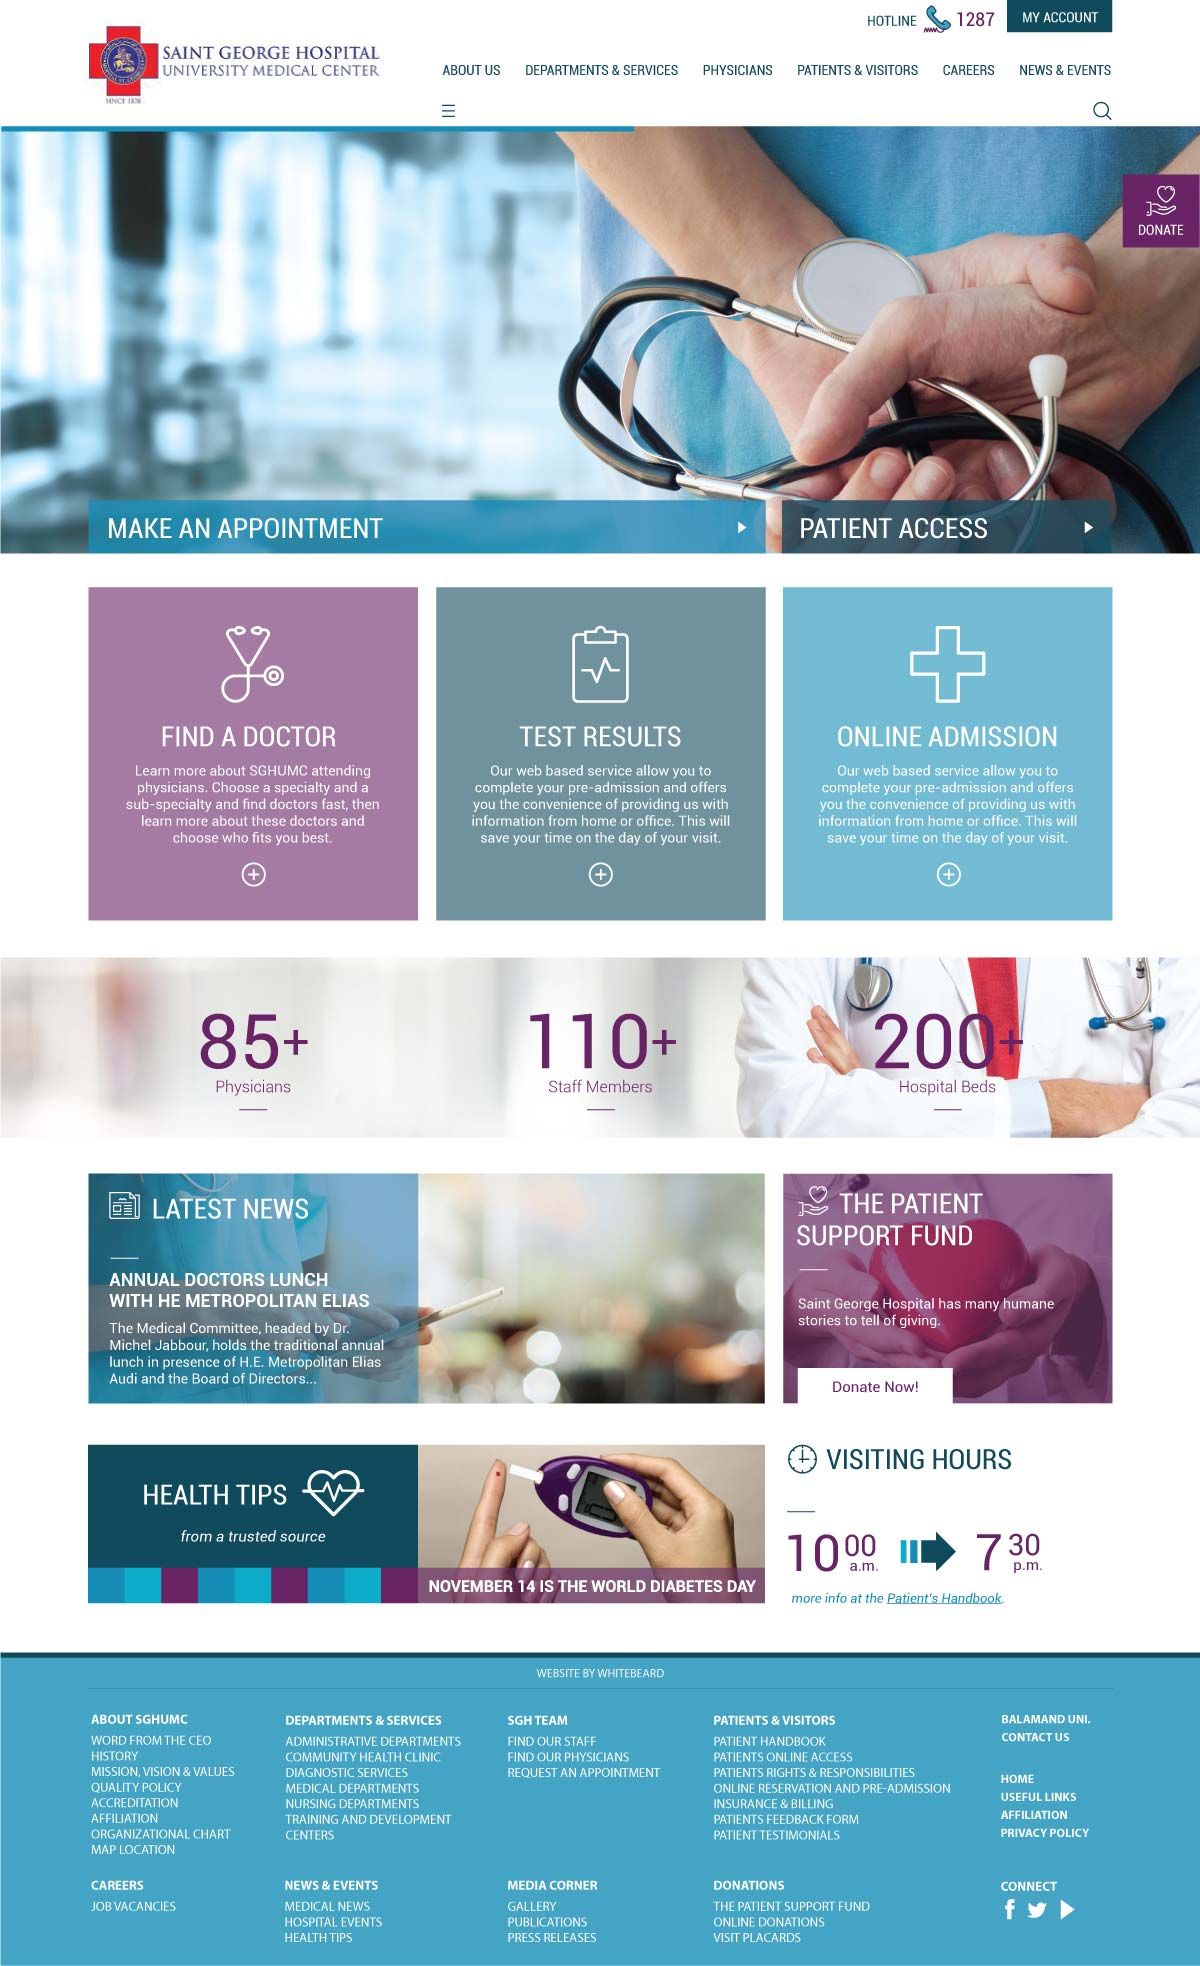 HOTLINE 1287 MY ACCOUNT
SAINT GEORGE HOSPITAL
UNIVERSITY MEDICAL CENTER
SINCE 1878
ABOUT US DEPARTMENTS & SERVICES PHYSICIANS PATIENTS & VISITORS CAREERS NEWS & EVENTS
DONATE
MAKE AN APPOINTMENT
PATIENT ACCESS
FIND A DOCTOR
Learn more about SGHUMC attending
physicians. Choose a specialty and a
sub-specialty and find doctors fast, then
learn more about these doctors and
choose who fits you best.
TEST RESULTS
Our web based service allow you to
complete your pre-admission and offers
you the convenience of providing us with
information from home or office. This will
save your time on the day of your visit.
ONLINE ADMISSION
Our web based service allow you to
complete your pre-admission and offers
you the convenience of providing us with
information from home or office. This will
save your time on the day of your visit.
85+
Physicians
110+
Staff Members
200+
Hospital Beds
LATEST NEWS
ANNUAL DOCTORS LUNCH
WITH HE METROPOLITAN ELIAS
The Medical Committee, headed by Dr.
Michel Jabbour, holds the traditional annual
lunch in presence of H.E. Metropolitan Elias
Audi and the Board of Directors...
THE PATIENT
SUPPORT FUND
Saint George Hospital has many humane
stories to tell of giving.
Donate Now!
HEALTH TIPS
from a trusted source
NOVEMBER 14 IS THE WORLD DIABETES DAY
VISITING HOURS
10 00 a.m. 7 30 p.m.
more info at the Patient's Handbook.
WEBSITE BY WHITEBEARD
ABOUT SGHUMC
WORD FROM THE CEO
HISTORY
MISSION, VISION & VALUES
QUALITY POLICY
ACCREDITATION
AFFILIATION
ORGANIZATIONAL CHART
MAP LOCATION
DEPARTMENTS & SERVICES
ADMINISTRATIVE DEPARTMENTS
COMMUNITY HEALTH CLINIC
DIAGNOSTIC SERVICES
MEDICAL DEPARTMENTS
NURSING DEPARTMENTS
TRAINING AND DEVELOPMENT
CENTERS
SGH TEAM
FIND OUR STAFF
FIND OUR PHYSICIANS
REQUEST AN APPOINTMENT
PATIENTS & VISITORS
PATIENT HANDBOOK
PATIENTS ONLINE ACCESS
PATIENTS RIGHTS & RESPONSIBILITIES
ONLINE RESERVATION AND PRE-ADMISSION
INSURANCE & BILLING
PATIENTS FEEDBACK FORM
PATIENT TESTIMONIALS
BALAMAND UNI.
CONTACT US
HOME
USEFUL LINKS
AFFILIATION
PRIVACY POLICY
CAREERS
JOB VACANCIES
NEWS & EVENTS
MEDICAL NEWS
HOSPITAL EVENTS
HEALTH TIPS
MEDIA CORNER
GALLERY
PUBLICATIONS
PRESS RELEASES
DONATIONS
THE PATIENT SUPPORT FUND
ONLINE DONATIONS
VISIT PLACARDS
CONNECT